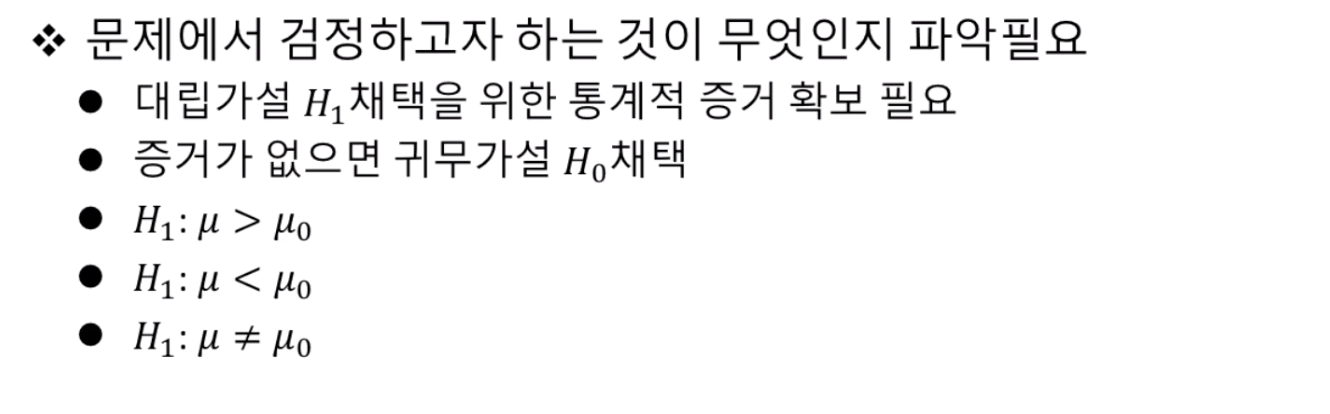 ❖ 문제에서 검정하고자 하는 것이 무엇인지 파악필요
● 대립가설 H₁채택을 위한 통계적 증거 확보 필요
● 증거가 없으면 귀무가설 H₀채택
● H₁: μ > μ₀
● H₁: μ < μ₀
● H₁: μ ≠ μ₀